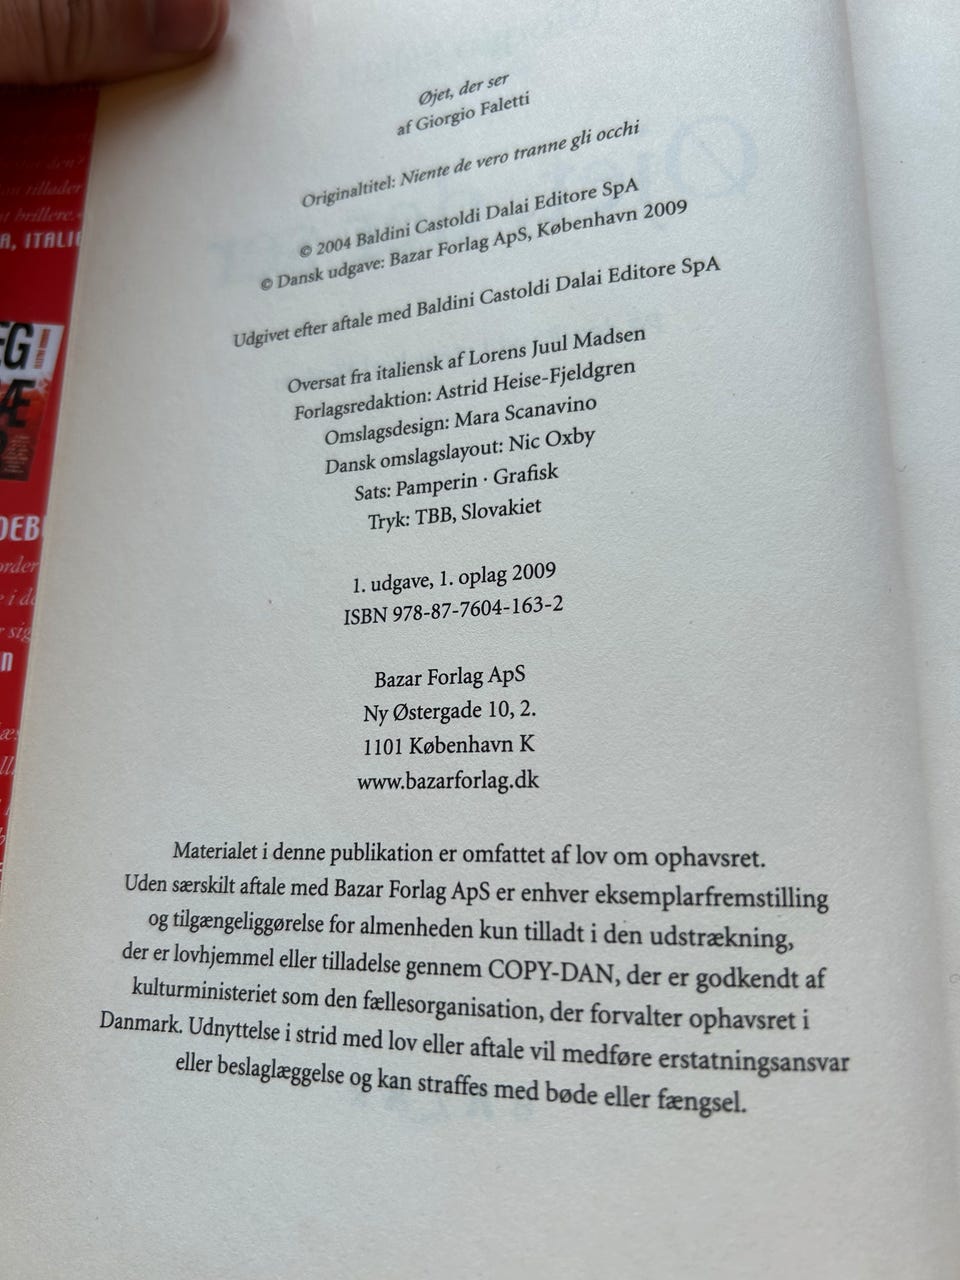 Øjet, der ser
af Giorgio Faletti
Originaltitel: Niente de vero tranne gli occhi
© 2004 Baldini Castoldi Dalai Editore SpA
© Dansk udgave: Bazar Forlag ApS, København 2009
Udgivet efter aftale med Baldini Castoldi Dalai Editore SpA
Oversat fra italiensk af Lorens Juul Madsen
Forlagsredaktion: Astrid Heise-Fjeldgren
Omslagsdesign: Mara Scanavino
Dansk omslagslayout: Nic Oxby
Sats: Pamperin · Grafisk
Tryk: TBB, Slovakiet
1. udgave, 1. oplag 2009
ISBN 978-87-7604-163-2
Bazar Forlag ApS
Ny Østergade 10, 2.
1101 København K
www.bazarforlag.dk
Materialet i denne publikation er omfattet af lov om ophavsret.
Uden særskilt aftale med Bazar Forlag ApS er enhver eksemplarfremstilling
og tilgængeliggørelse for almenheden kun tilladt i den udstrækning,
der er lovhjemmel eller tilladelse gennem COPY-DAN, der er godkendt af
kulturministeriet som den fællesorganisation, der forvalter ophavsret i
Danmark. Udnyttelse i strid med lov eller aftale vil medføre erstatningsansvar
eller beslaglæggelse og kan straffes med bøde eller fængsel.
tillader
brillere.